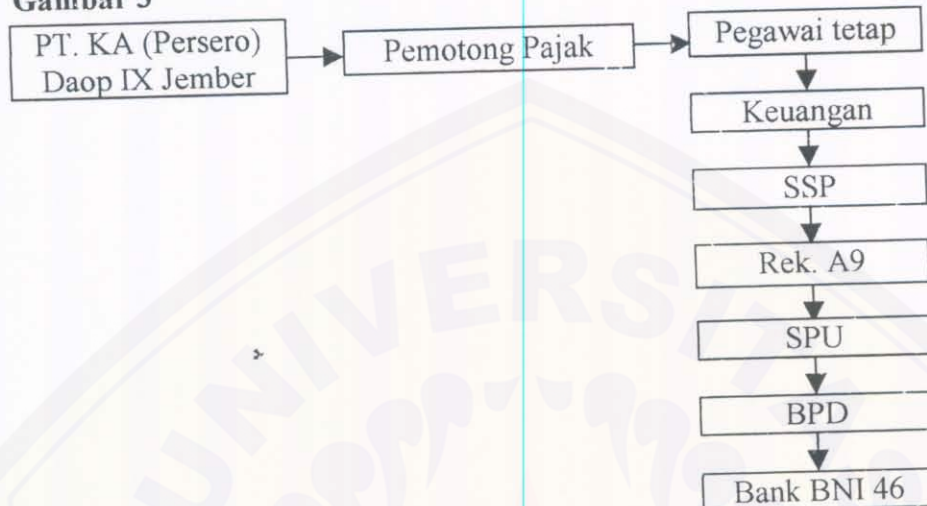 Gambar 3
PT. KA (Persero)
Daop IX Jember
Pemotong Pajak
Pegawai tetap
Keuangan
SSP
Rek. A9
SPU
BPD
Bank BNI 46
UNIVERSITA